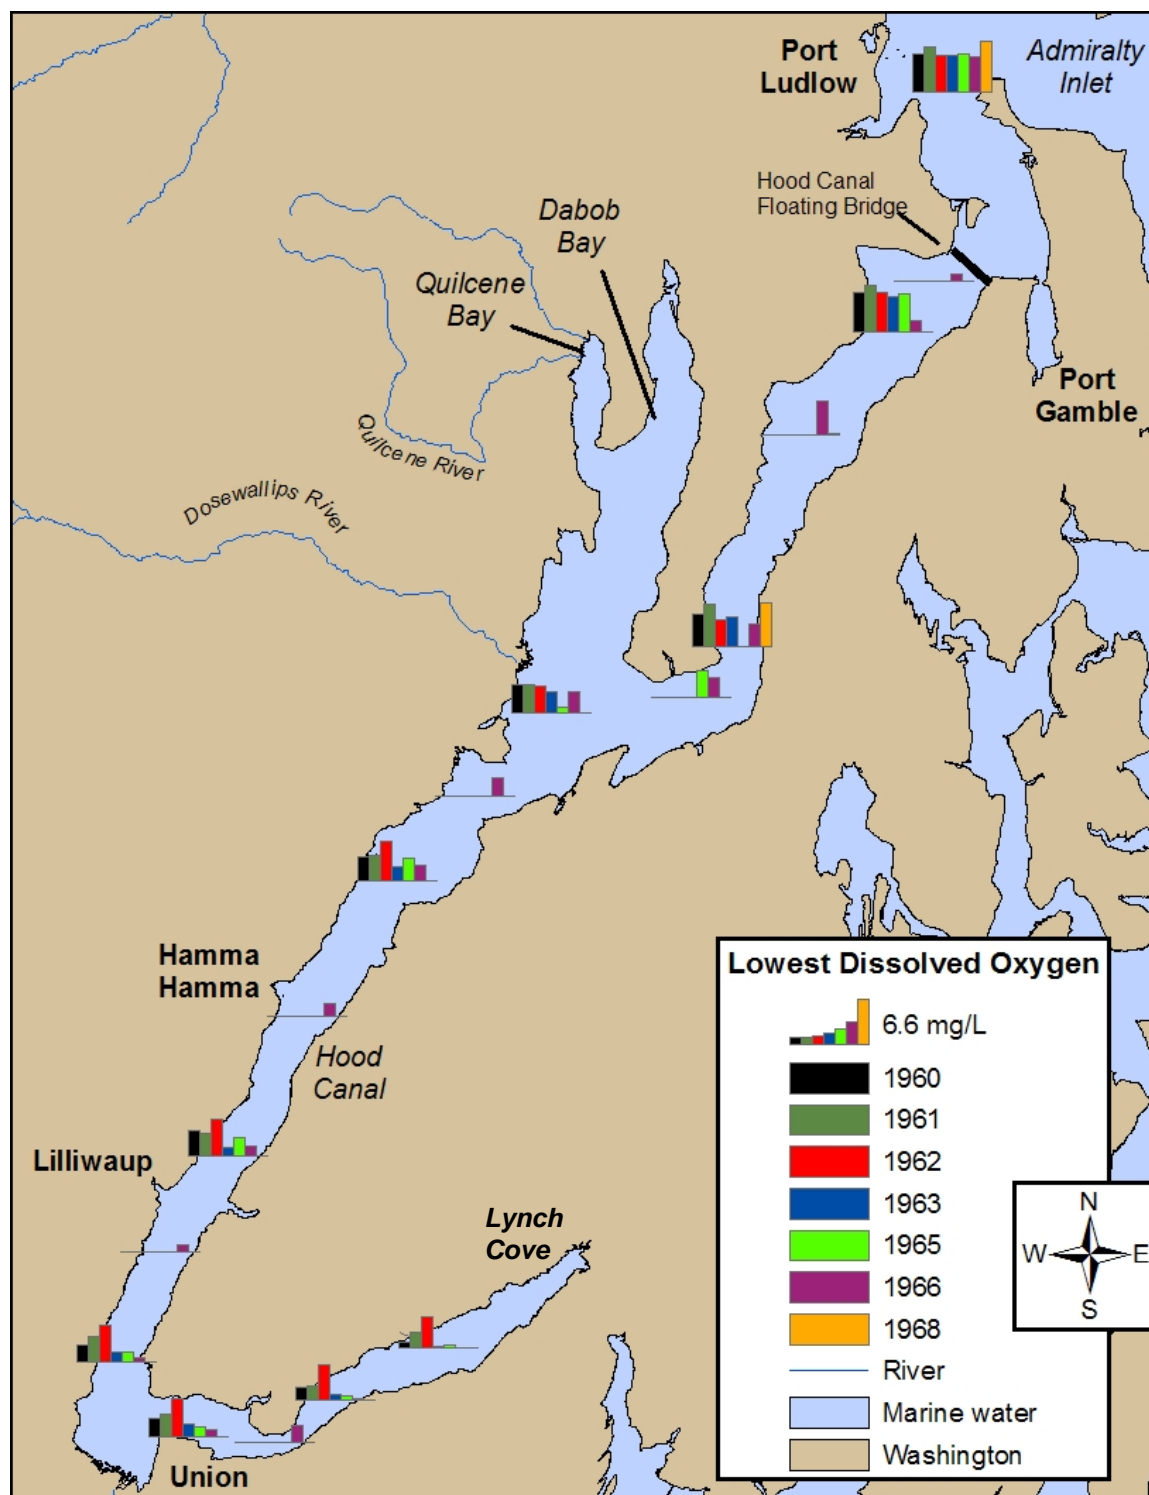 Port
Ludlow
Admiralty
Inlet
Hood Canal
Floating Bridge
Dabob
Bay
Quilcene
Bay
Port
Gamble
Quilcene River
Dosewallips River
Hamma
Hamma
Hood
Canal
Lilliwaup
Lynch
Cove
Union
Lowest Dissolved Oxygen
6.6 mg/L
1960
1961
1962
1963
1965
1966
1968
River
Marine water
Washington
N
W E
S